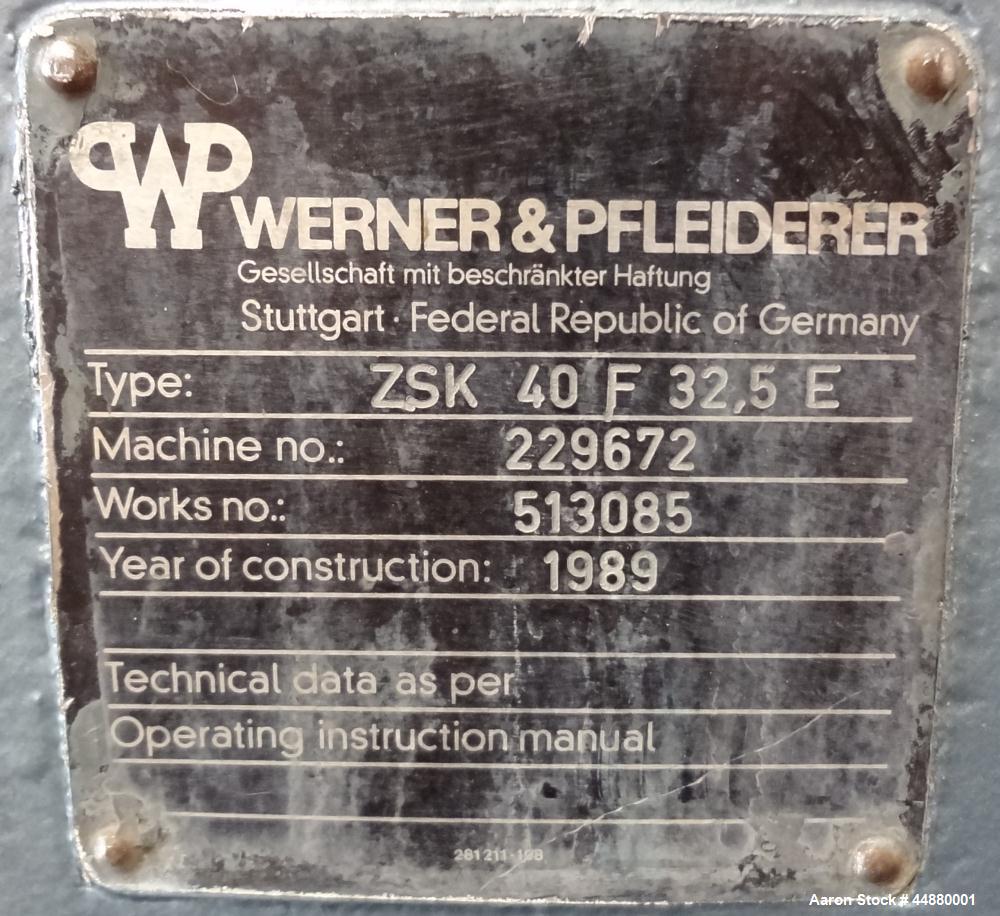 WP
WERNER & PFLEIDERER
Gesellschaft mit beschränkter Haftung
Stuttgart · Federal Republic of Germany
Type: ZSK 40 F 32,5 E
Machine no.: 229672
Works no.: 513085
Year of construction: 1989
Technical data as per
Operating instruction manual
Aaron Stock # 44880001